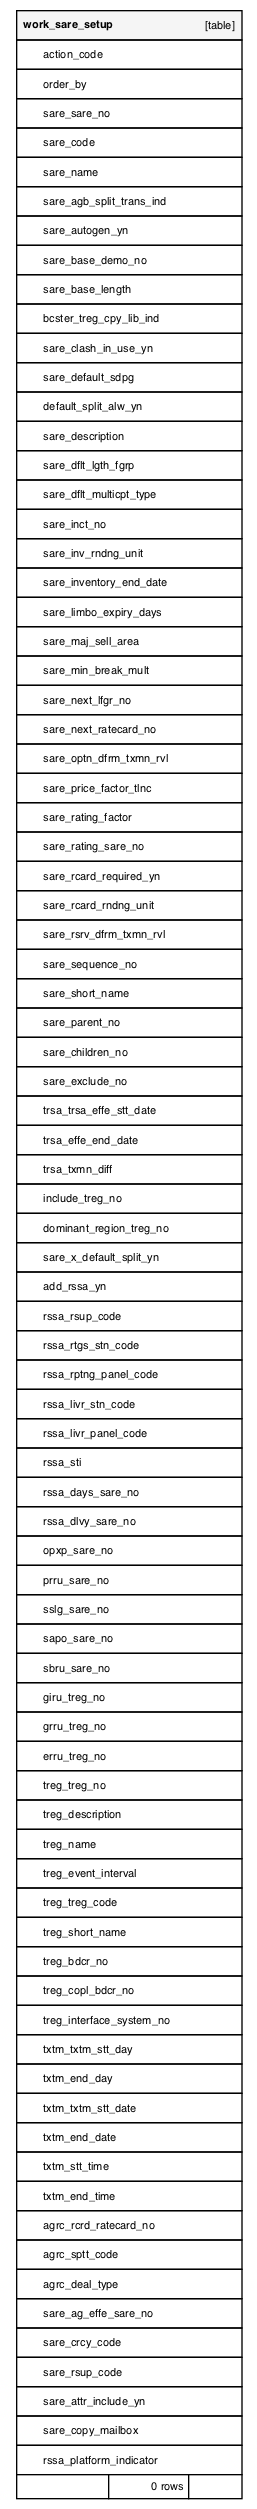 work_sare_setup [table]
action_code
order_by
sare_sare_no
sare_code
sare_name
sare_agb_split_trans_ind
sare_autogen_yn
sare_base_demo_no
sare_base_length
bcster_treg_cpy_lib_ind
sare_clash_in_use_yn
sare_default_sdpg
default_split_alw_yn
sare_description
sare_dflt_lgth_fgrp
sare_dflt_multicpt_type
sare_inct_no
sare_inv_rndng_unit
sare_inventory_end_date
sare_limbo_expiry_days
sare_maj_sell_area
sare_min_break_mult
sare_next_lfgr_no
sare_next_ratecard_no
sare_optn_dfrm_txmn_rvl
sare_price_factor_tlnc
sare_rating_factor
sare_rating_sare_no
sare_rcard_required_yn
sare_rcard_rndng_unit
sare_rsrv_dfrm_txmn_rvl
sare_sequence_no
sare_short_name
sare_parent_no
sare_children_no
sare_exclude_no
trsa_trsa_effe_stt_date
trsa_effe_end_date
trsa_txmn_diff
include_treg_no
dominant_region_treg_no
sare_x_default_split_yn
add_rssa_yn
rssa_rsup_code
rssa_rtgs_stn_code
rssa_rptng_panel_code
rssa_livr_stn_code
rssa_livr_panel_code
rssa_sti
rssa_days_sare_no
rssa_dlvy_sare_no
opxp_sare_no
prru_sare_no
sslg_sare_no
sapo_sare_no
sbru_sare_no
giru_treg_no
grru_treg_no
erru_treg_no
treg_treg_no
treg_description
treg_name
treg_event_interval
treg_treg_code
treg_short_name
treg_bdcr_no
treg_copl_bdcr_no
treg_interface_system_no
txtm_txtm_stt_day
txtm_end_day
txtm_txtm_stt_date
txtm_end_date
txtm_stt_time
txtm_end_time
agrc_rcrd_ratecard_no
agrc_sptt_code
agrc_deal_type
sare_ag_effe_sare_no
sare_crcy_code
sare_rsup_code
sare_attr_include_yn
sare_copy_mailbox
rssa_platform_indicator
0 rows